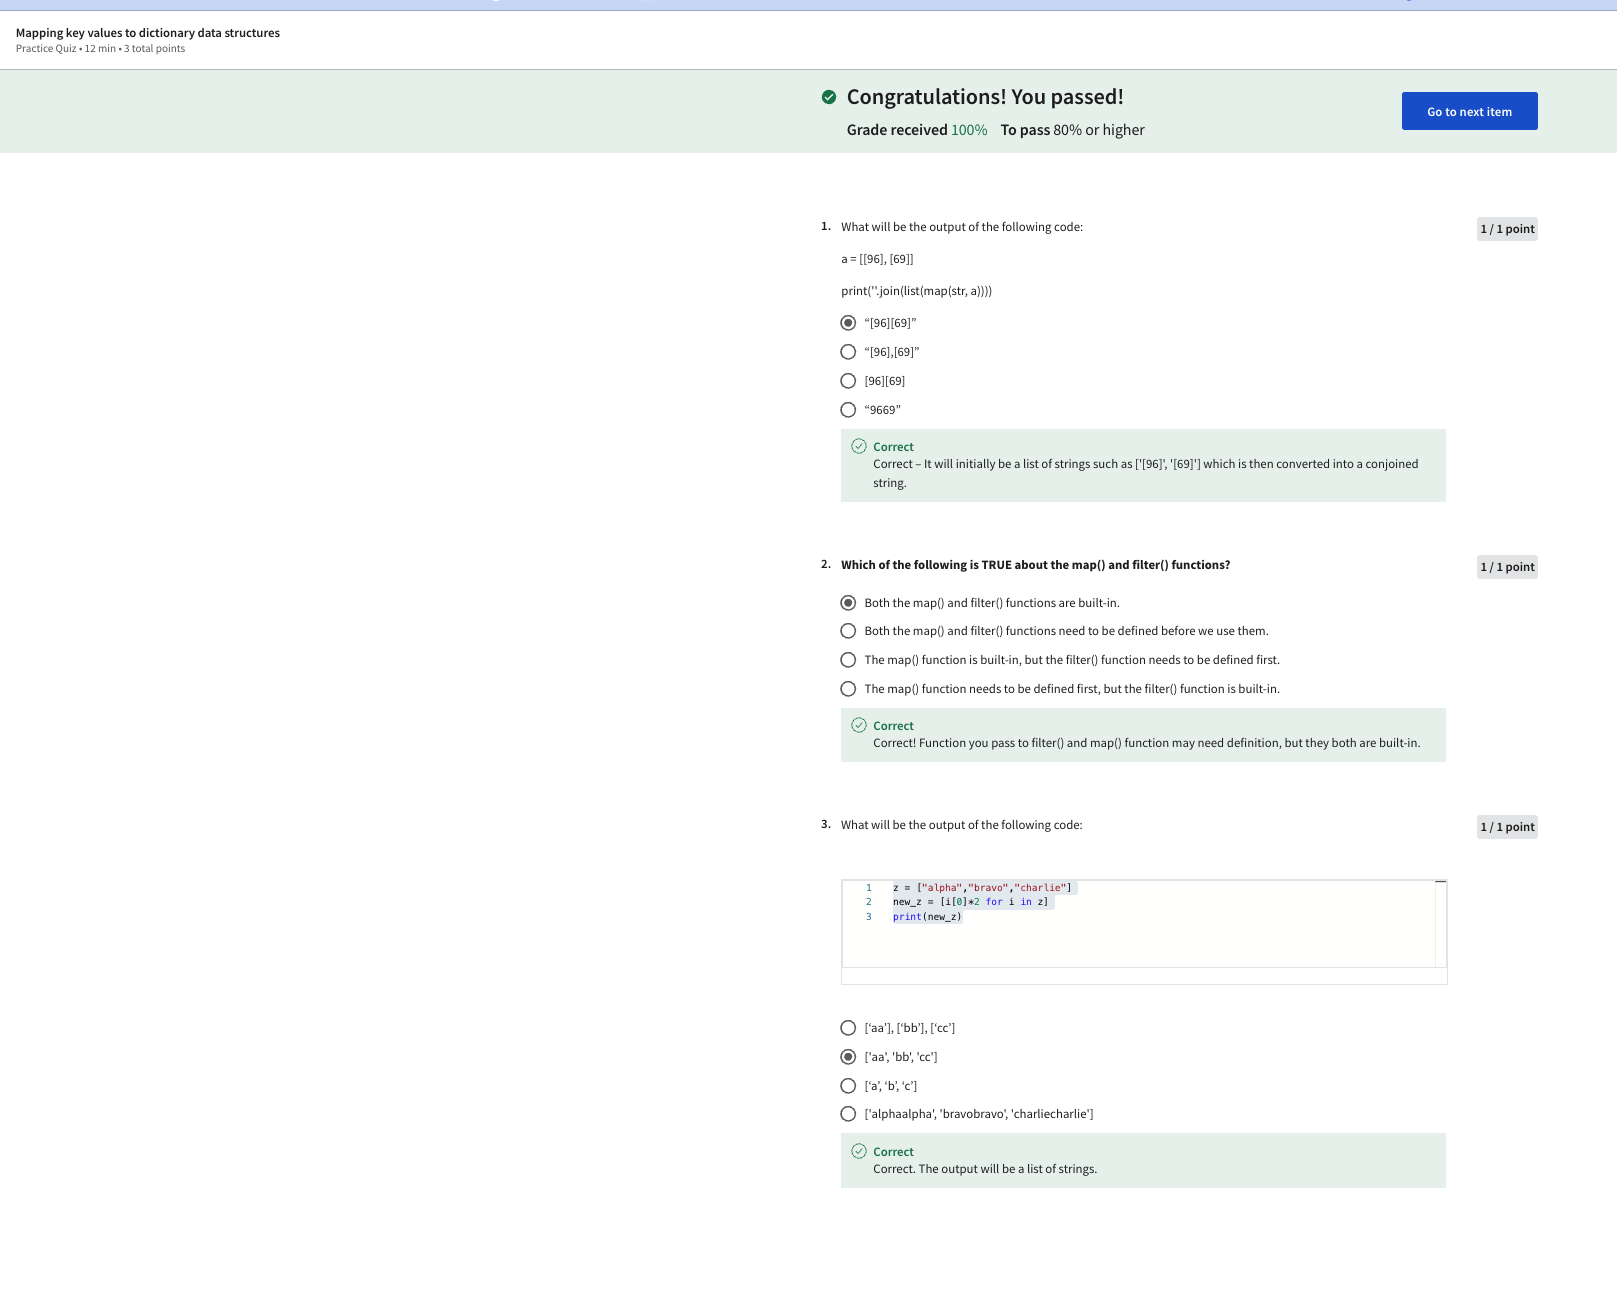 Mapping key values to dictionary data structures
Practice Quiz • 12 min • 3 total points
Congratulations! You passed!
Grade received 100% To pass 80% or higher
Go to next item
1. What will be the output of the following code:
1 / 1 point
a = [[96], [69]]
print(''.join(list(map(str, a))))
“[96][69]”
“[96],[69]”
[96][69]
“9669”
Correct
Correct – It will initially be a list of strings such as ['[96]', '[69]'] which is then converted into a conjoined
string.
2. Which of the following is TRUE about the map() and filter() functions?
1 / 1 point
Both the map() and filter() functions are built-in.
Both the map() and filter() functions need to be defined before we use them.
The map() function is built-in, but the filter() function needs to be defined first.
The map() function needs to be defined first, but the filter() function is built-in.
Correct
Correct! Function you pass to filter() and map() function may need definition, but they both are built-in.
3. What will be the output of the following code:
1 / 1 point
1 z = ["alpha","bravo","charlie"]
2 new_z = [i[0]*2 for i in z]
3 print(new_z)
[‘aa’], [‘bb’], [‘cc’]
['aa', 'bb', 'cc']
[‘a’, ‘b’, ‘c’]
['alphaalpha', 'bravobravo', 'charliecharlie']
Correct
Correct. The output will be a list of strings.